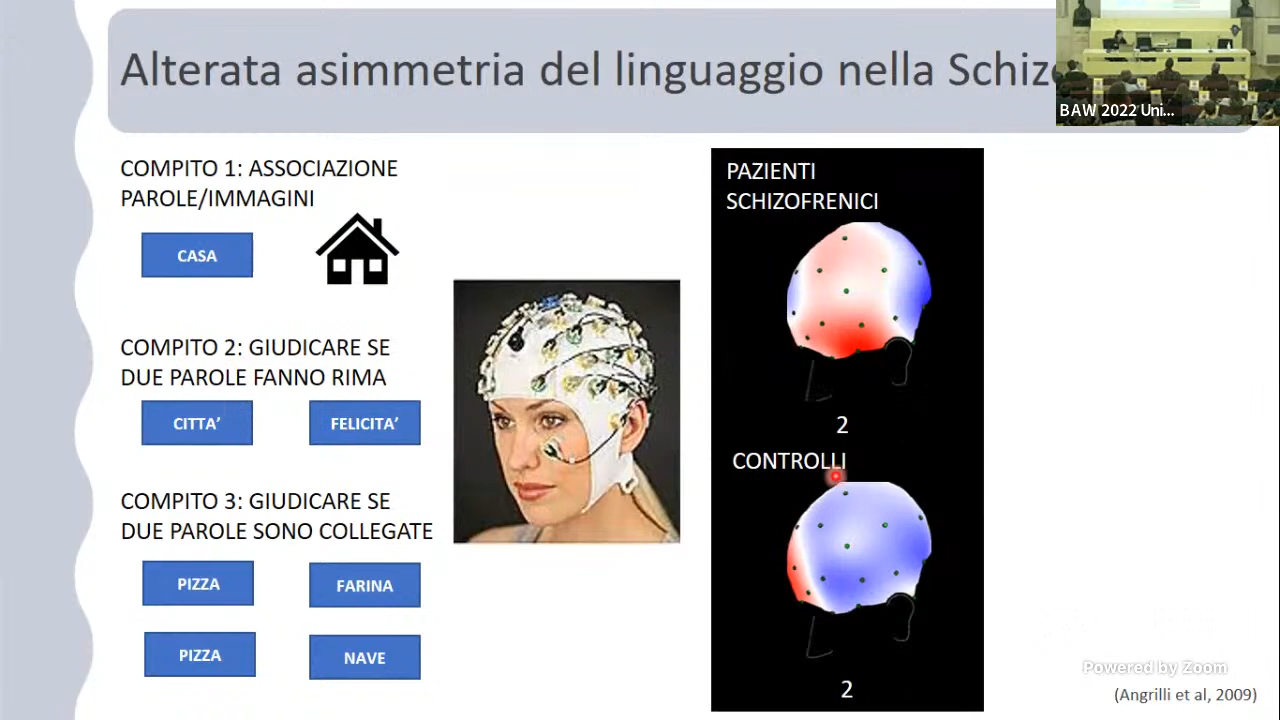 Alterata asimmetria del linguaggio nella Schiz
BAW 2022 Uni...
COMPITO 1: ASSOCIAZIONE
PAROLE/IMMAGINI
CASA
COMPITO 2: GIUDICARE SE
DUE PAROLE FANNO RIMA
CITTA’
FELICITA’
COMPITO 3: GIUDICARE SE
DUE PAROLE SONO COLLEGATE
PIZZA
FARINA
PIZZA
NAVE
PAZIENTI
SCHIZOFRENICI
2
CONTROLLI
2
Powered by Zoom
(Angrilli et al, 2009)